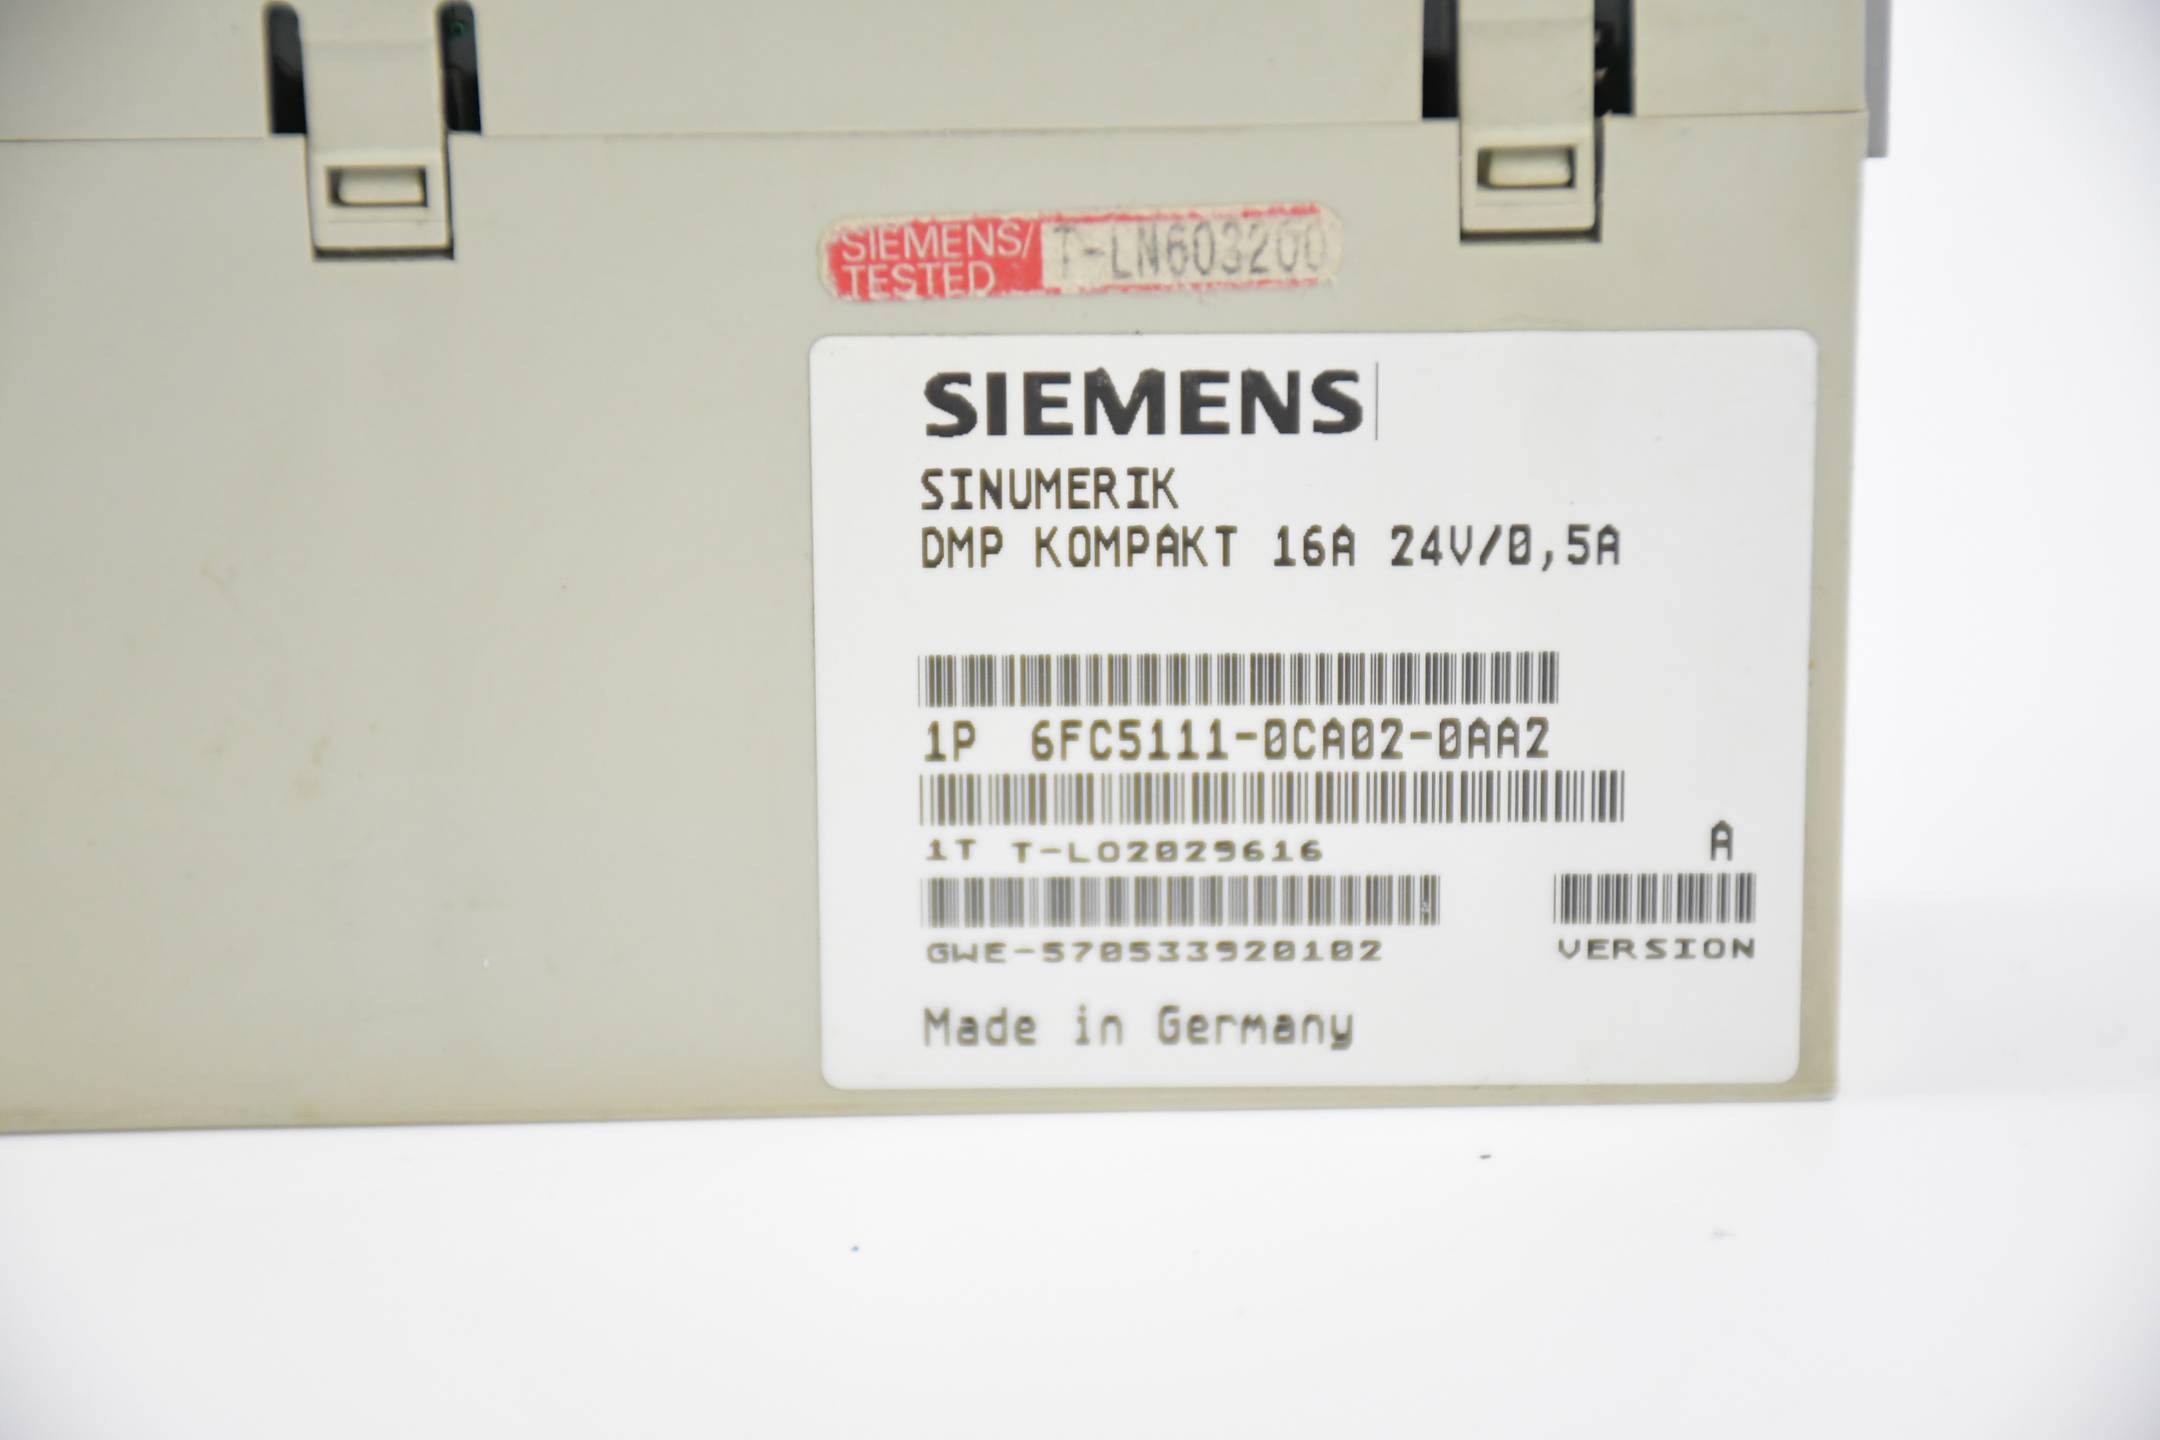 SIEMENS/
TESTED
T-LN603200
SIEMENS
SINUMERIK
DMP KOMPAKT 16A 24V/0,5A
1P 6FC5111-0CA02-0AA2
1T T-LO2029616
A
GWE-570533920102
VERSION
Made in Germany